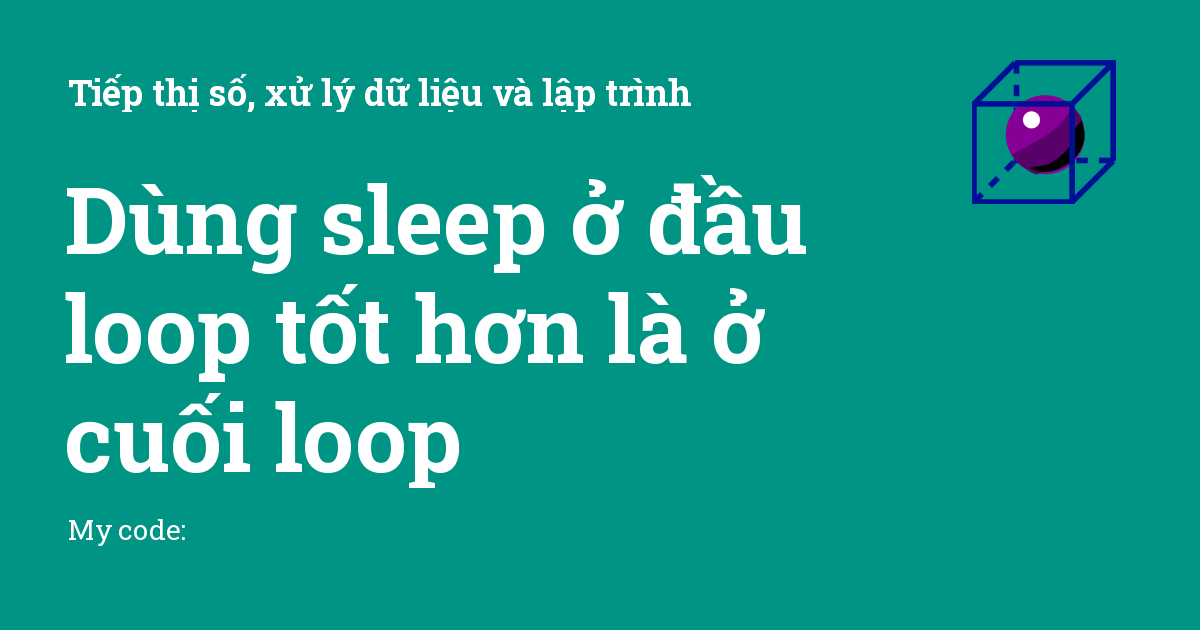 Tiếp thị số, xử lý dữ liệu và lập trình
Dùng sleep ở đầu
loop tốt hơn là ở
cuối loop
My code: